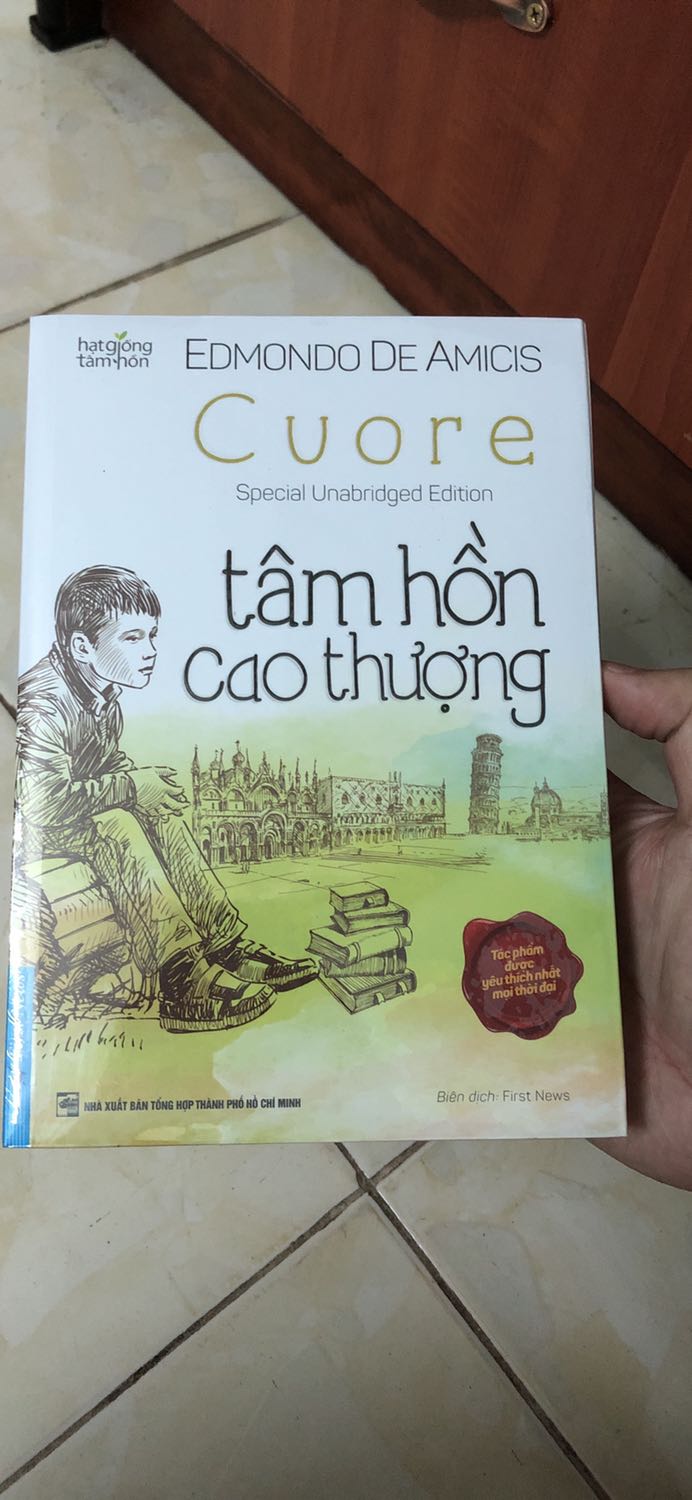 hạt giống
tâm hồn
EDMONDO DE AMICIS
Cuore
Special Unabridged Edition
tâm hồn
cao thượng
Tác phẩm
được
yêu thích nhất
mọi thời đại
NHÀ XUẤT BẢN TỔNG HỢP THÀNH PHỐ HỒ CHÍ MINH
Biên dịch: First News